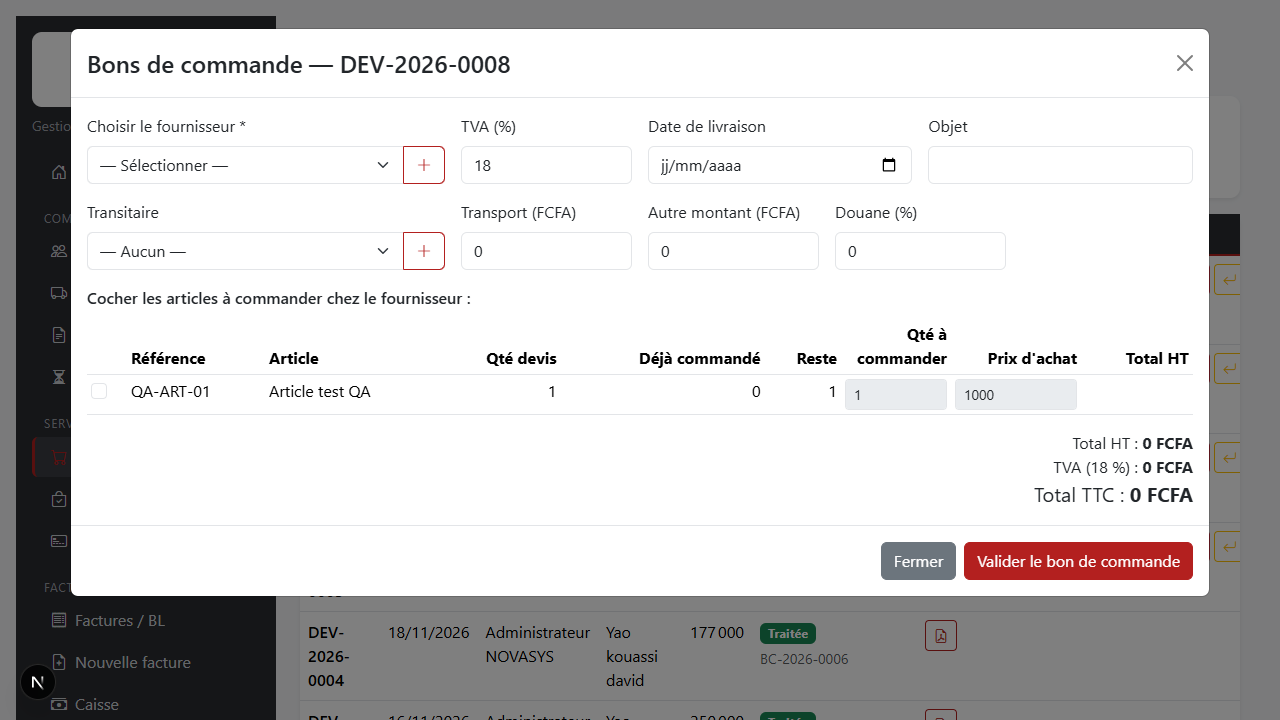 Bons de commande — DEV-2026-0008
Choisir le fournisseur *
TVA (%)
Date de livraison
Objet
— Sélectionner —
18
jj/mm/aaaa
Transitaire
Transport (FCFA)
Autre montant (FCFA)
Douane (%)
— Aucun —
0
0
0
Cocher les articles à commander chez le fournisseur :
Référence
Article
Qté devis
Déjà commandé
Reste
Qté à commander
Prix d'achat
Total HT
QA-ART-01
Article test QA
1
0
1
1
1000
Total HT : 0 FCFA
TVA (18 %) : 0 FCFA
Total TTC : 0 FCFA
Fermer
Valider le bon de commande
Gestio
COM
SERV
FACT
Factures / BL
Nouvelle facture
Caisse
N
DEV-2026-0004
18/11/2026
Administrateur NOVASYS
Yao kouassi david
177 000
Traitée
BC-2026-0006